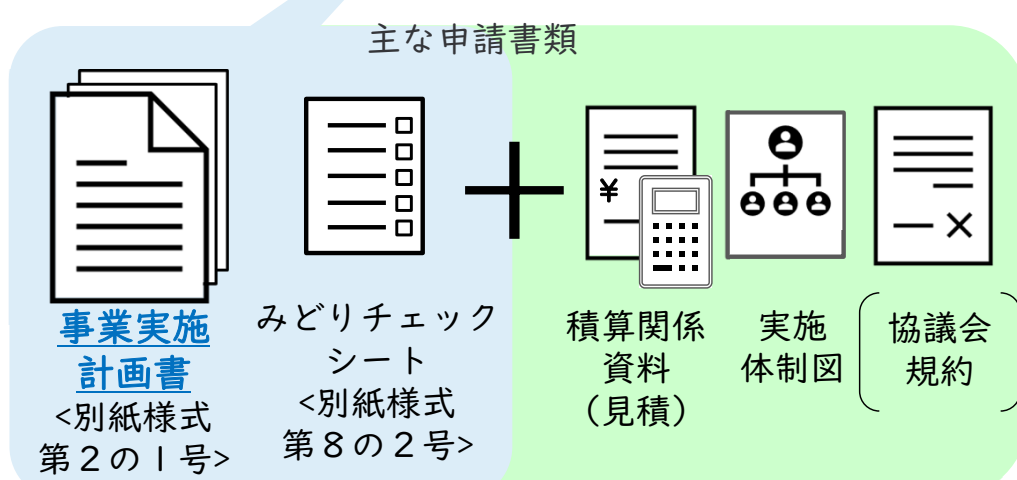 主な申請書類
¥
事業実施
計画書
<別紙様式
第２の１号>
みどりチェック
シート
<別紙様式
第８の２号>
積算関係
資料
（見積）
実施
体制図
協議会
規約